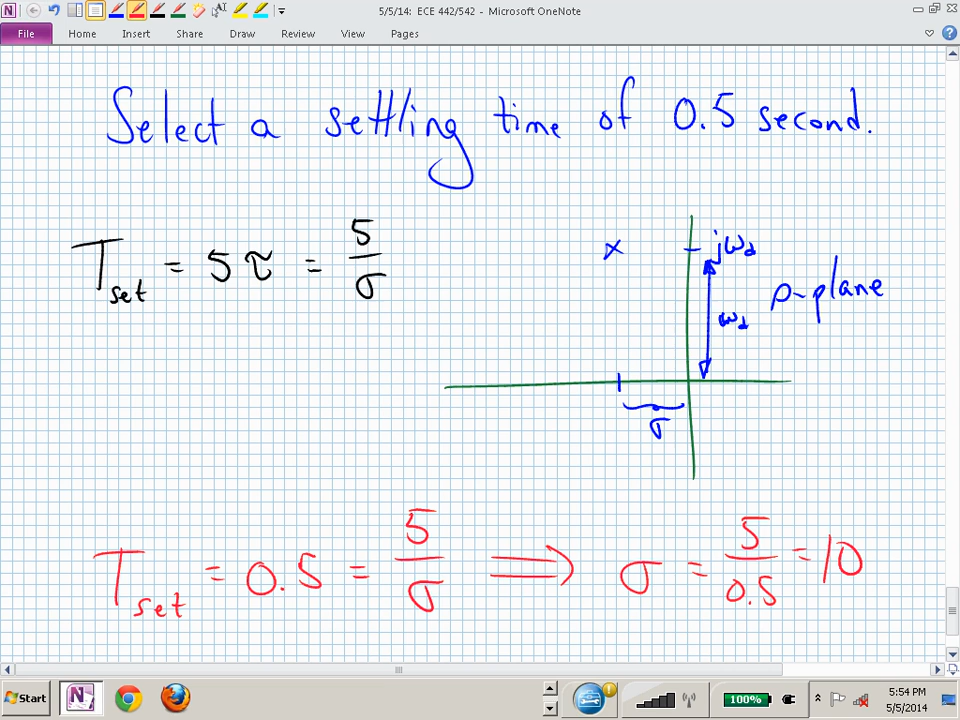 5/5/14: ECE 442/542 - Microsoft OneNote
File Home Insert Share Draw Review View Pages
Select a settling time of 0.5 second.
T_set = 5τ = 5/σ
jω_d
ω_d
p-plane
σ
T_set = 0.5 = 5/σ ⟹ σ = 5/0.5 = 10
Start
100%
5:54 PM
5/5/2014